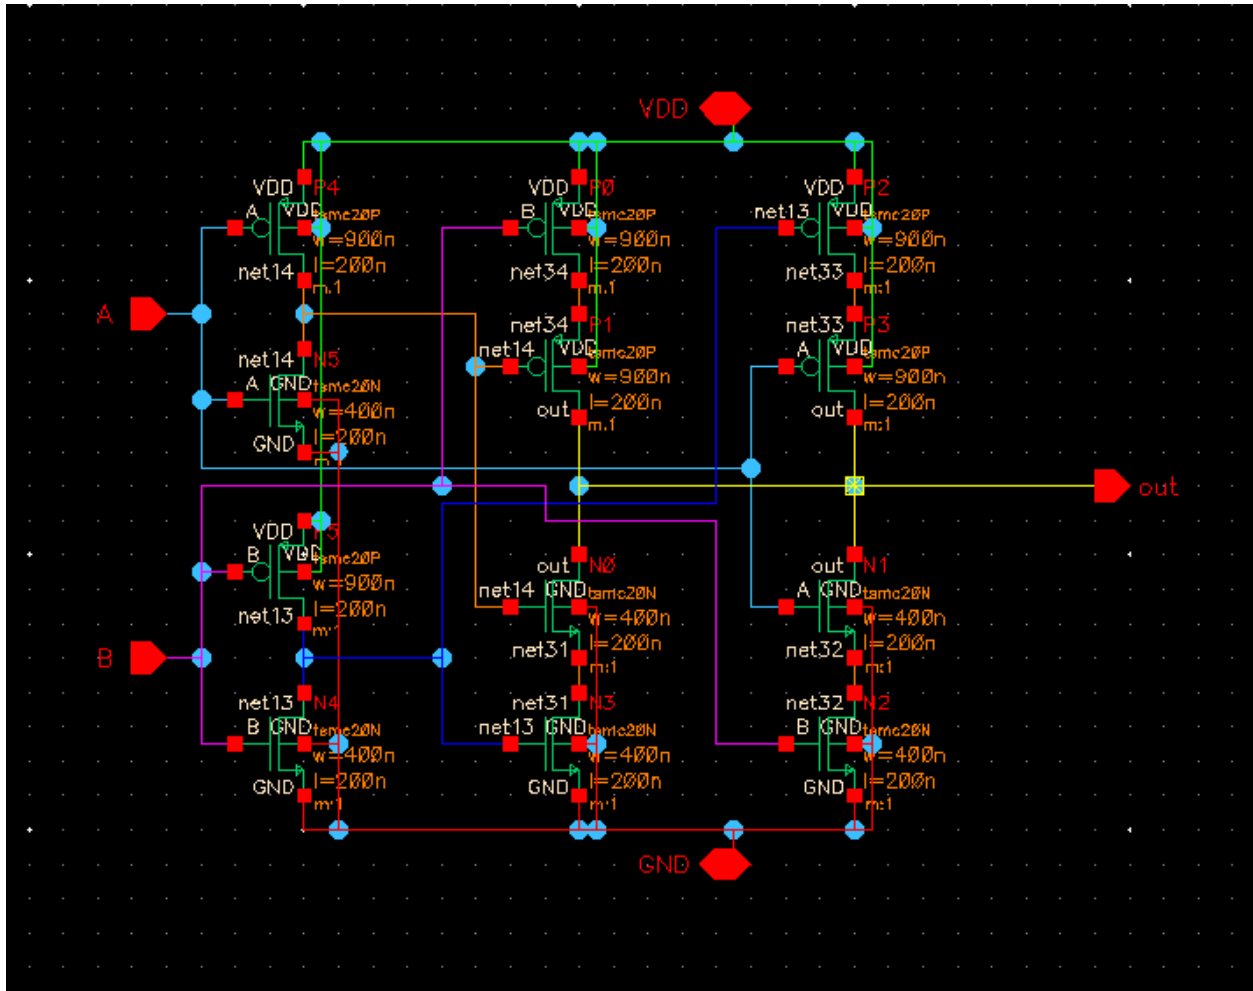 VDD
VDD P4
A VDD tsmc20P
w=900n
net14 l=200n
m:1
VDD P0
B VDD tsmc20P
w=900n
net34 l=200n
m:1
VDD P2
net13 VDD tsmc20P
w=900n
net33 l=200n
m:1
A
net14 N5
A GND tsmc20N
w=400n
GND l=200n
net34 P1
net14 VDD tsmc20P
w=900n
out l=200n
m:1
net33 P3
A VDD tsmc20P
w=900n
out l=200n
m:1
out
VDD P5
B VDD tsmc20P
w=900n
net13 l=200n
m:1
out N0
net14 GND tsmc20N
w=400n
net31 l=200n
m:1
out N1
A GND tsmc20N
w=400n
net32 l=200n
m:1
B
net13 N4
B GND tsmc20N
w=400n
GND l=200n
m:1
net31 N3
net13 GND tsmc20N
w=400n
GND l=200n
m:1
net32 N2
B GND tsmc20N
w=400n
GND l=200n
m:1
GND